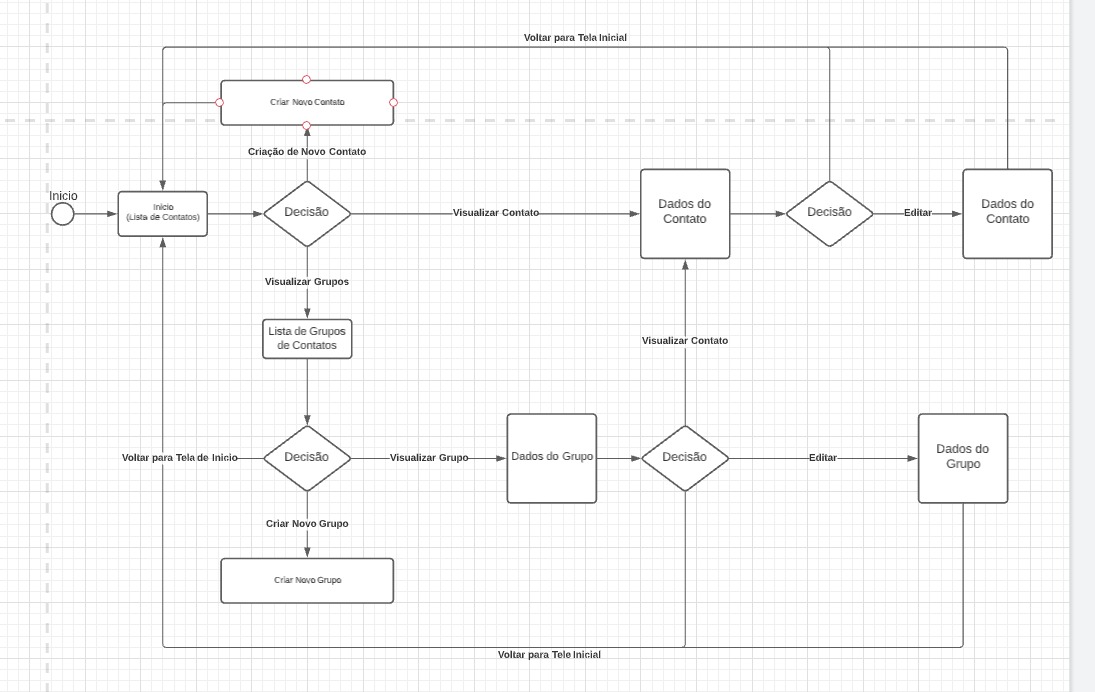 Voltar para Tela Inicial
Criar Novo Contato
Criação de Novo Contato
Inicio
Inicio
(Lista de Contatos)
Decisão
Visualizar Contato
Dados do
Contato
Decisão
Editar
Dados do
Contato
Visualizar Grupos
Lista de Grupos
de Contatos
Visualizar Contato
Voltar para Tela de Inicio
Decisão
Visualizar Grupo
Dados do Grupo
Decisão
Editar
Dados do
Grupo
Criar Novo Grupo
Criar Novo Grupo
Voltar para Tele Inicial